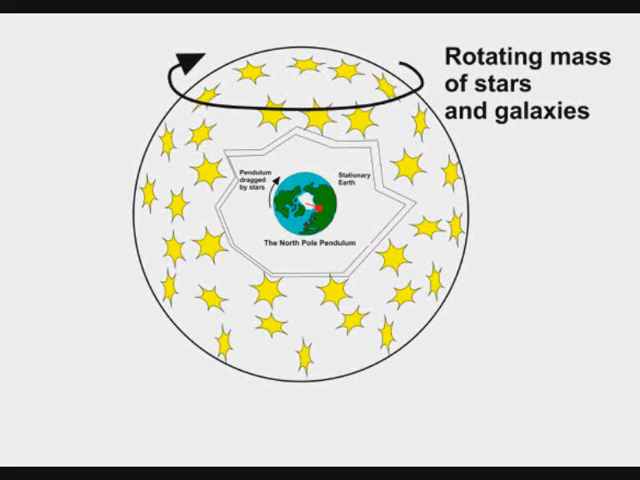 Rotating mass
of stars
and galaxies
Pendulum
dragged
by stars
Stationary
Earth
The North Pole Pendulum